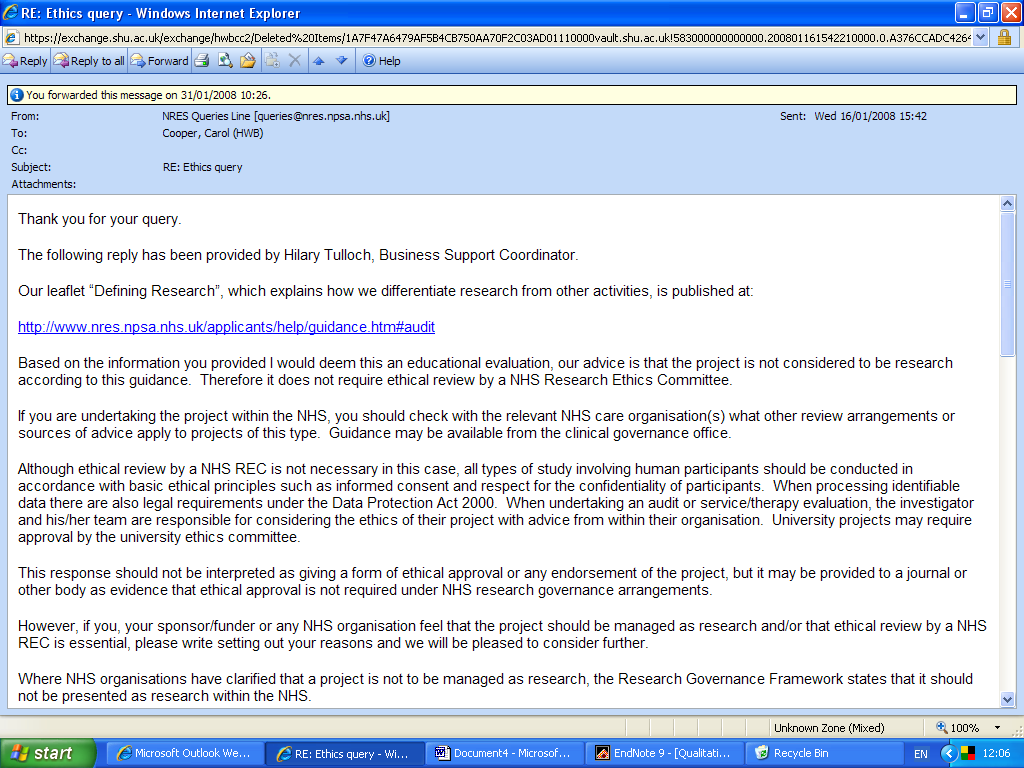 RE: Ethics query - Windows Internet Explorer
https://exchange.shu.ac.uk/exchange/hwbcc2/Deleted%20Items/1A7F47A6479AF5B4CB750AA70F2C03AD01110000vault.shu.ac.uk!583000000000000.200801161542210000.0.A376CCADC4264
Reply Reply to all Forward Help
You forwarded this message on 31/01/2008 10:26.
From: NRES Queries Line [queries@nres.npsa.nhs.uk] Sent: Wed 16/01/2008 15:42
To: Cooper, Carol (HWB)
Cc:
Subject: RE: Ethics query
Attachments:
Thank you for your query.
The following reply has been provided by Hilary Tulloch, Business Support Coordinator.
Our leaflet “Defining Research”, which explains how we differentiate research from other activities, is published at:
http://www.nres.npsa.nhs.uk/applicants/help/guidance.htm#audit
Based on the information you provided I would deem this an educational evaluation, our advice is that the project is not considered to be research
according to this guidance. Therefore it does not require ethical review by a NHS Research Ethics Committee.
If you are undertaking the project within the NHS, you should check with the relevant NHS care organisation(s) what other review arrangements or
sources of advice apply to projects of this type. Guidance may be available from the clinical governance office.
Although ethical review by a NHS REC is not necessary in this case, all types of study involving human participants should be conducted in
accordance with basic ethical principles such as informed consent and respect for the confidentiality of participants. When processing identifiable
data there are also legal requirements under the Data Protection Act 2000. When undertaking an audit or service/therapy evaluation, the investigator
and his/her team are responsible for considering the ethics of their project with advice from within their organisation. University projects may require
approval by the university ethics committee.
This response should not be interpreted as giving a form of ethical approval or any endorsement of the project, but it may be provided to a journal or
other body as evidence that ethical approval is not required under NHS research governance arrangements.
However, if you, your sponsor/funder or any NHS organisation feel that the project should be managed as research and/or that ethical review by a NHS
REC is essential, please write setting out your reasons and we will be pleased to consider further.
Where NHS organisations have clarified that a project is not to be managed as research, the Research Governance Framework states that it should
not be presented as research within the NHS.
Unknown Zone (Mixed) 100%
start Microsoft Outlook We... RE: Ethics query - Wi... Document4 - Microsof... EndNote 9 - [Qualitati... Recycle Bin EN 12:06